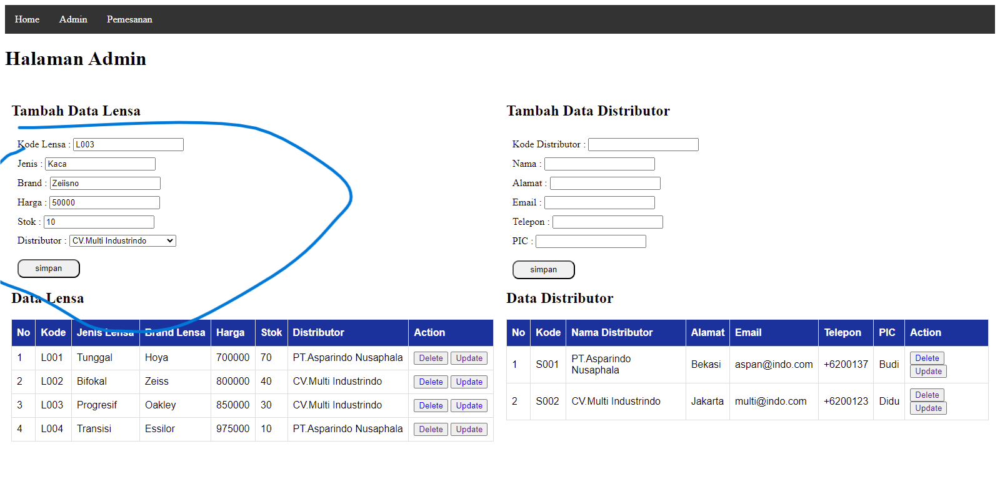 Home Admin Pemesanan
Halaman Admin
Tambah Data Lensa
Kode Lensa : L003
Jenis : Kaca
Brand : Zeiisno
Harga : 50000
Stok : 10
Distributor : CV.Multi Industrindo
simpan
Data Lensa
No Kode Jenis Lensa Brand Lensa Harga Stok Distributor Action
1 L001 Tunggal Hoya 700000 70 PT.Asparindo Nusaphala Delete Update
2 L002 Bifokal Zeiss 800000 40 CV.Multi Industrindo Delete Update
3 L003 Progresif Oakley 850000 30 CV.Multi Industrindo Delete Update
4 L004 Transisi Essilor 975000 10 PT.Asparindo Nusaphala Delete Update
Tambah Data Distributor
Kode Distributor :
Nama :
Alamat :
Email :
Telepon :
PIC :
simpan
Data Distributor
No Kode Nama Distributor Alamat Email Telepon PIC Action
1 S001 PT.Asparindo Nusaphala Bekasi aspan@indo.com +6200137 Budi Delete Update
2 S002 CV.Multi Industrindo Jakarta multi@indo.com +6200123 Didu Delete Update